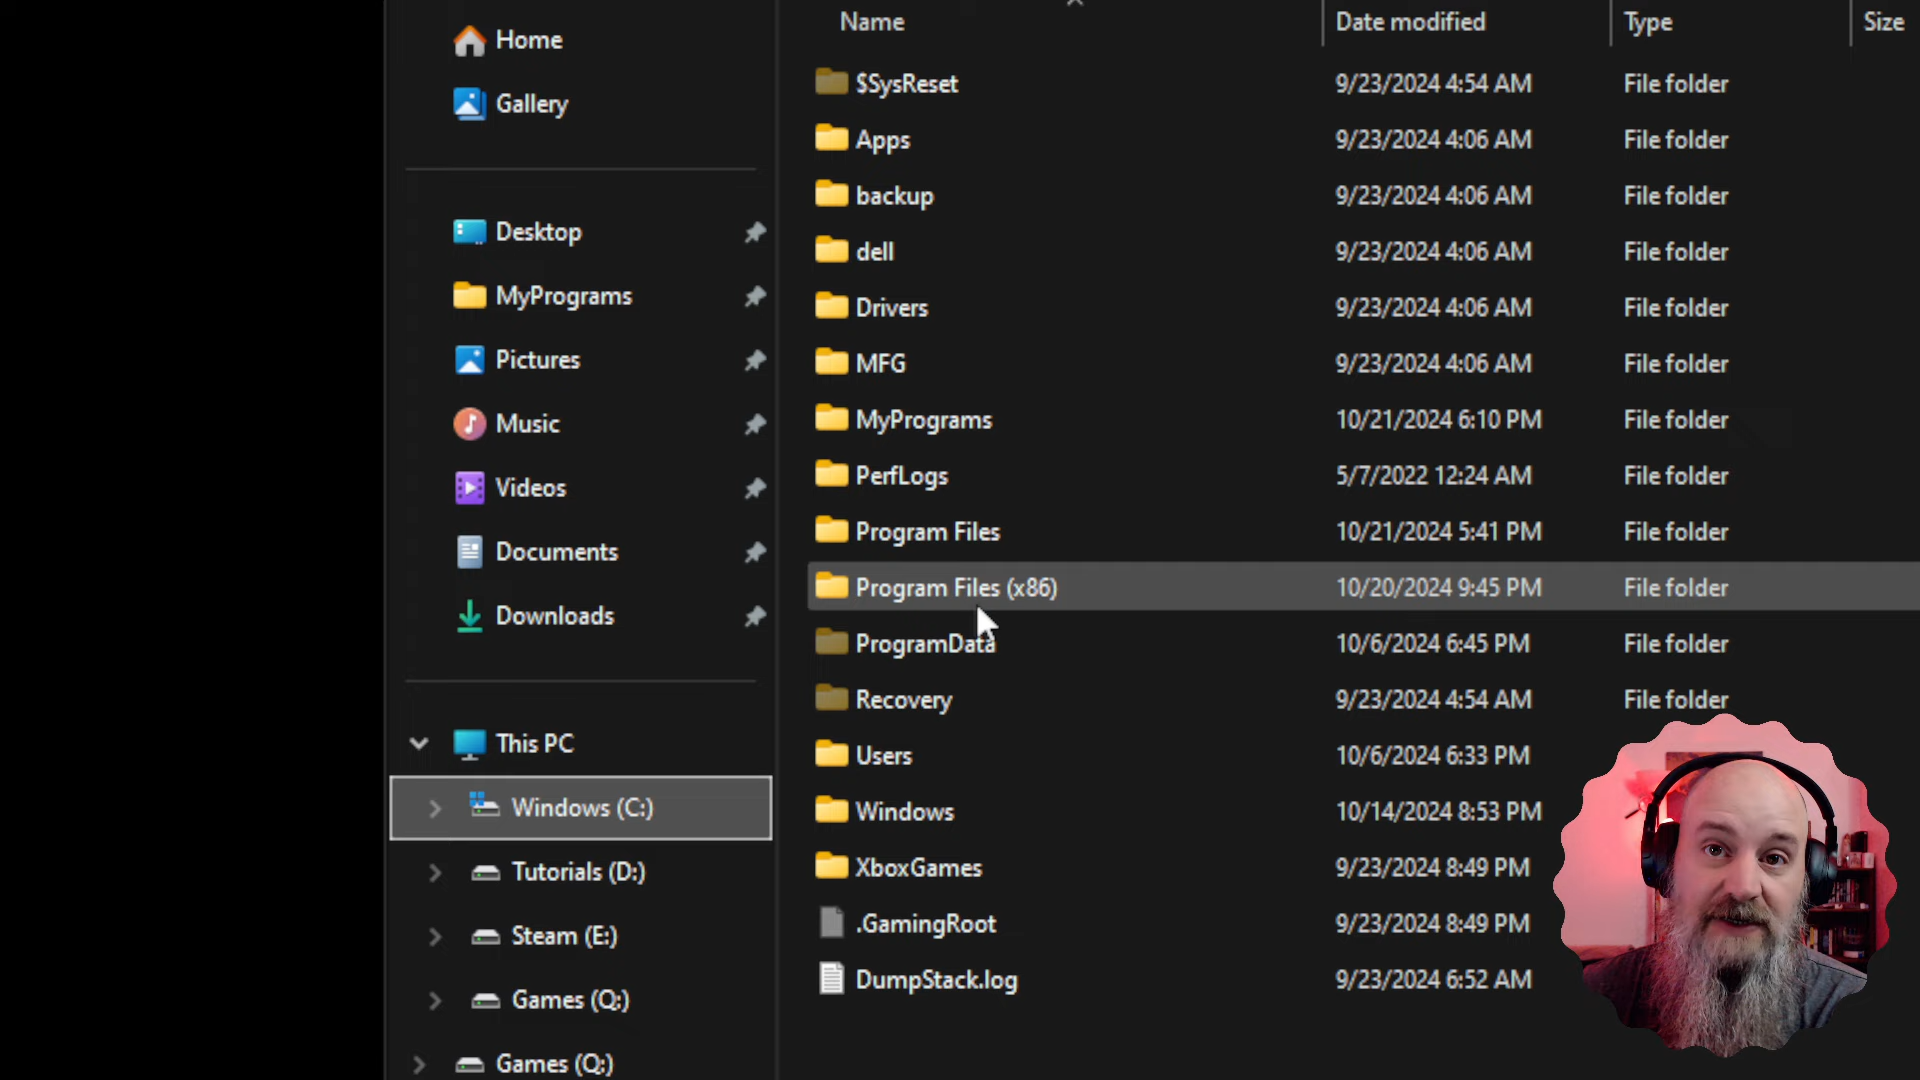 Home
Gallery
Desktop
MyPrograms
Pictures
Music
Videos
Documents
Downloads
This PC
Windows (C:)
Tutorials (D:)
Steam (E:)
Games (Q:)
Games (Q:)
Name Date modified Type Size
$SysReset 9/23/2024 4:54 AM File folder
Apps 9/23/2024 4:06 AM File folder
backup 9/23/2024 4:06 AM File folder
dell 9/23/2024 4:06 AM File folder
Drivers 9/23/2024 4:06 AM File folder
MFG 9/23/2024 4:06 AM File folder
MyPrograms 10/21/2024 6:10 PM File folder
PerfLogs 5/7/2022 12:24 AM File folder
Program Files 10/21/2024 5:41 PM File folder
Program Files (x86) 10/20/2024 9:45 PM File folder
ProgramData 10/6/2024 6:45 PM File folder
Recovery 9/23/2024 4:54 AM File folder
Users 10/6/2024 6:33 PM
Windows 10/14/2024 8:53 PM
XboxGames 9/23/2024 8:49 PM
.GamingRoot 9/23/2024 8:49 PM
DumpStack.log 9/23/2024 6:52 AM